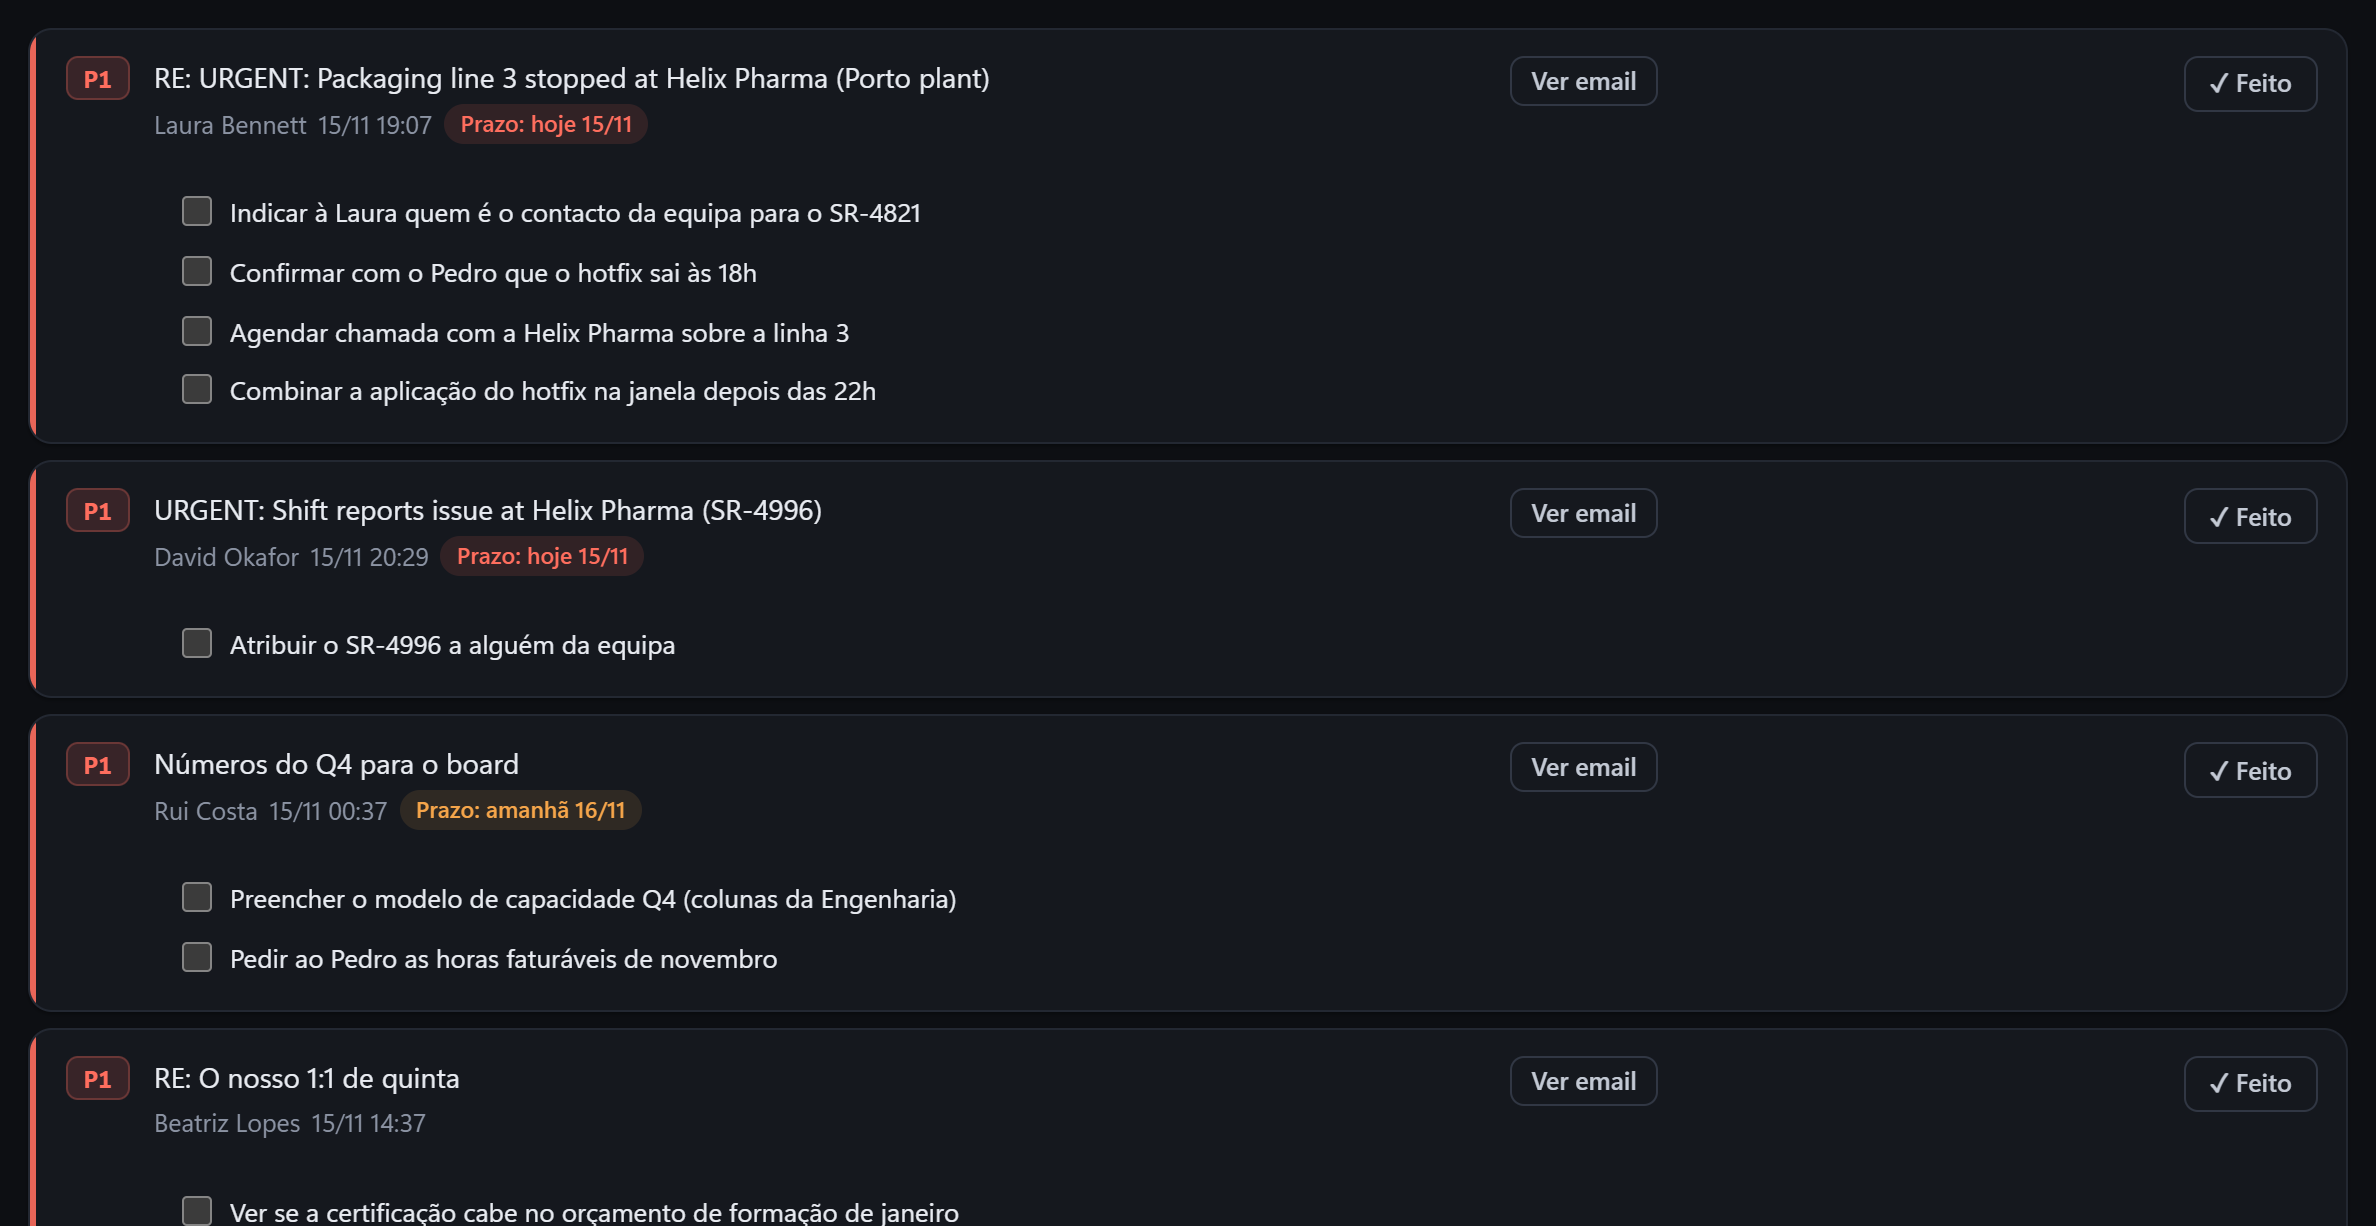 P1 RE: URGENT: Packaging line 3 stopped at Helix Pharma (Porto plant) Ver email ✓ Feito
Laura Bennett 15/11 19:07 Prazo: hoje 15/11
Indicar à Laura quem é o contacto da equipa para o SR-4821
Confirmar com o Pedro que o hotfix sai às 18h
Agendar chamada com a Helix Pharma sobre a linha 3
Combinar a aplicação do hotfix na janela depois das 22h
P1 URGENT: Shift reports issue at Helix Pharma (SR-4996) Ver email ✓ Feito
David Okafor 15/11 20:29 Prazo: hoje 15/11
Atribuir o SR-4996 a alguém da equipa
P1 Números do Q4 para o board Ver email ✓ Feito
Rui Costa 15/11 00:37 Prazo: amanhã 16/11
Preencher o modelo de capacidade Q4 (colunas da Engenharia)
Pedir ao Pedro as horas faturáveis de novembro
P1 RE: O nosso 1:1 de quinta Ver email ✓ Feito
Beatriz Lopes 15/11 14:37
Ver se a certificação cabe no orçamento de formação de janeiro